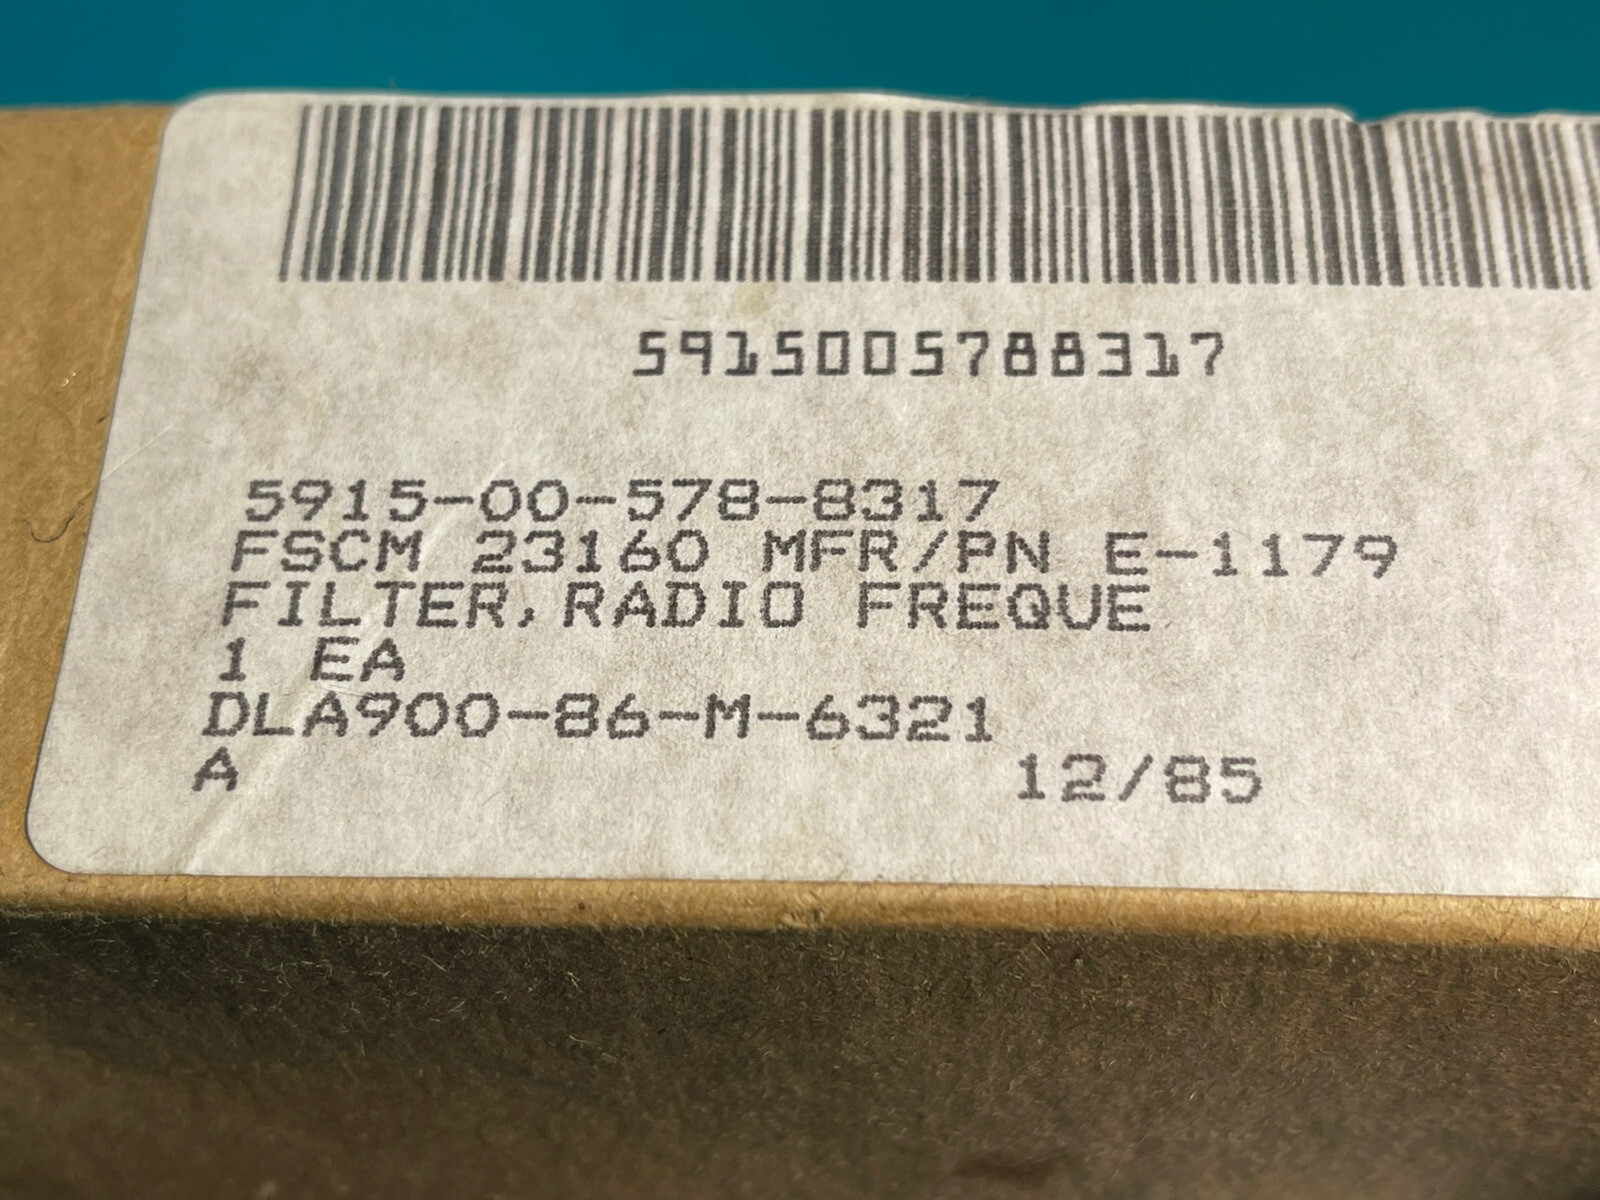 5915005788317
5915-00-578-8317
FSCM 23160 MFR/PN E-1179
FILTER,RADIO FREQUE
1 EA
DLA900-86-M-6321
A 12/85